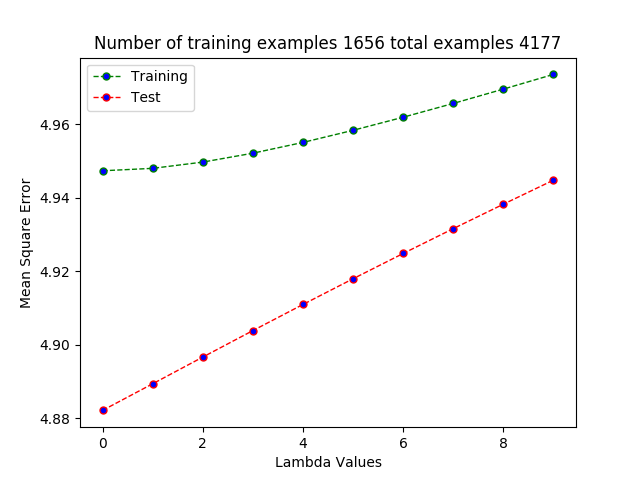 Number of training examples 1656 total examples 4177
Training
Test
4.96
4.94
4.92
4.90
4.88
Mean Square Error
0 2 4 6 8
Lambda Values